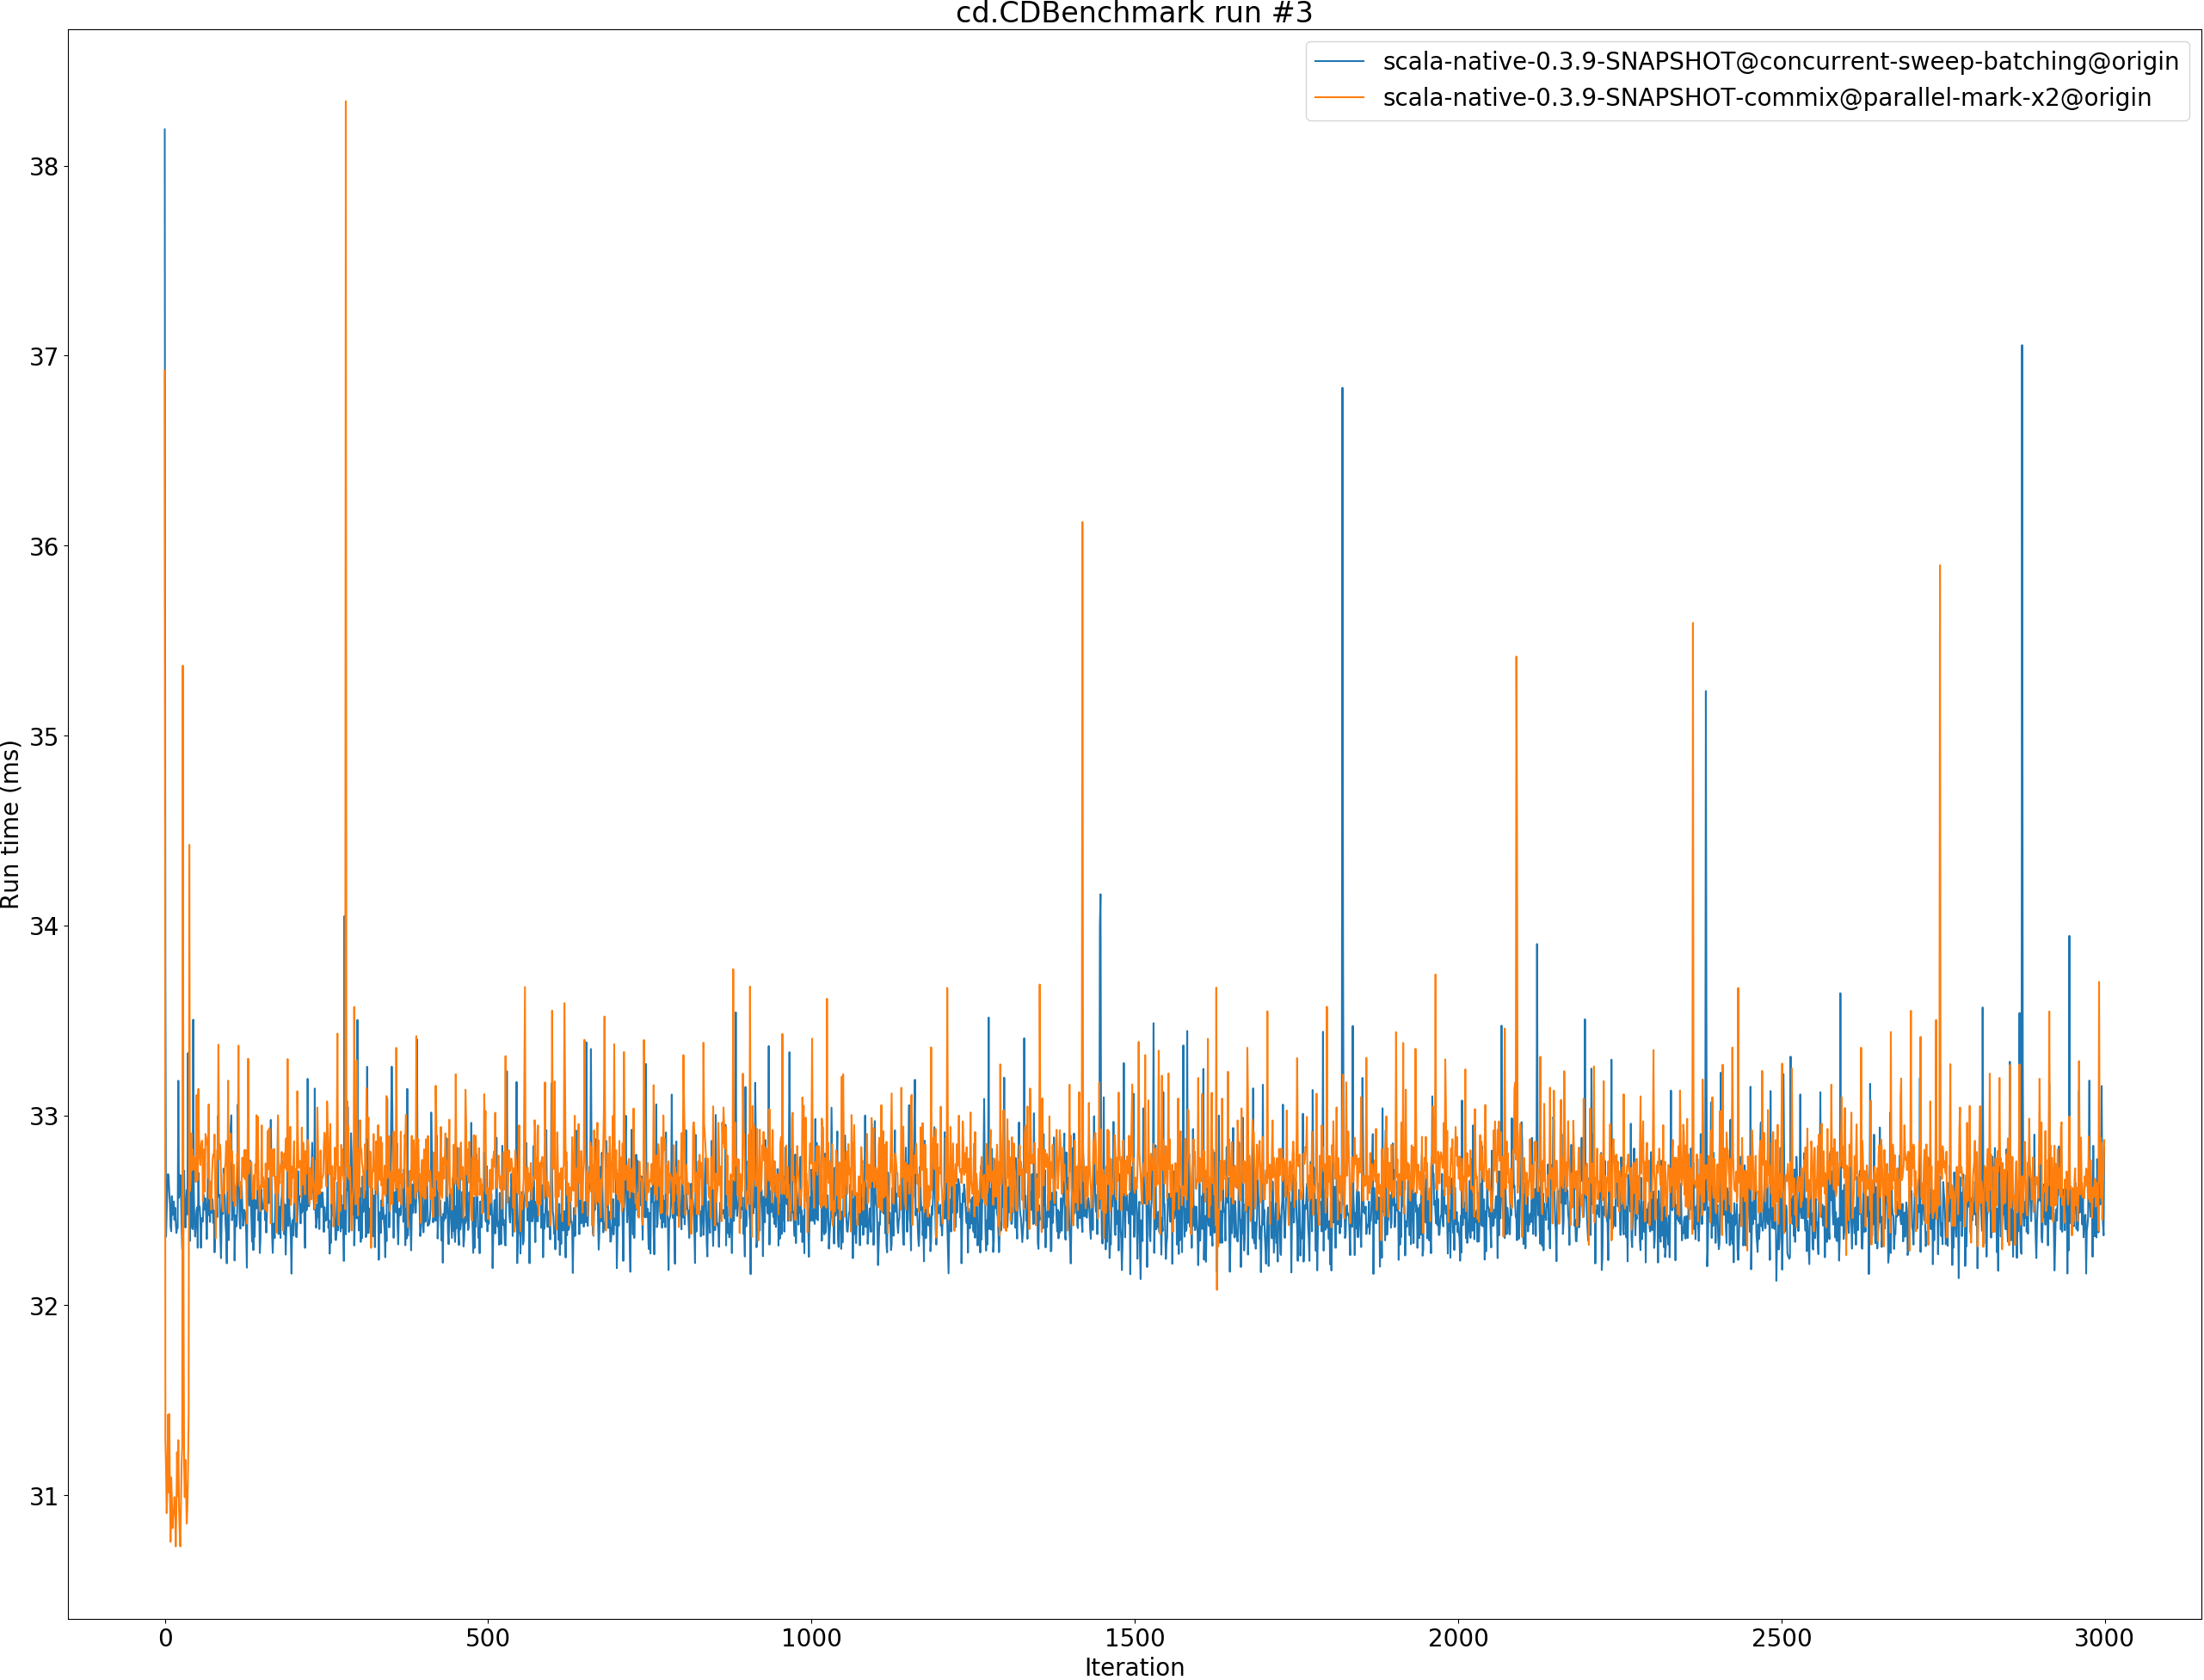 cd.CDBenchmark run #3
scala-native-0.3.9-SNAPSHOT@concurrent-sweep-batching@origin
scala-native-0.3.9-SNAPSHOT-commix@parallel-mark-x2@origin
38
37
36
35
34
33
32
31
Run time (ms)
0 500 1000 1500 2000 2500 3000
Iteration